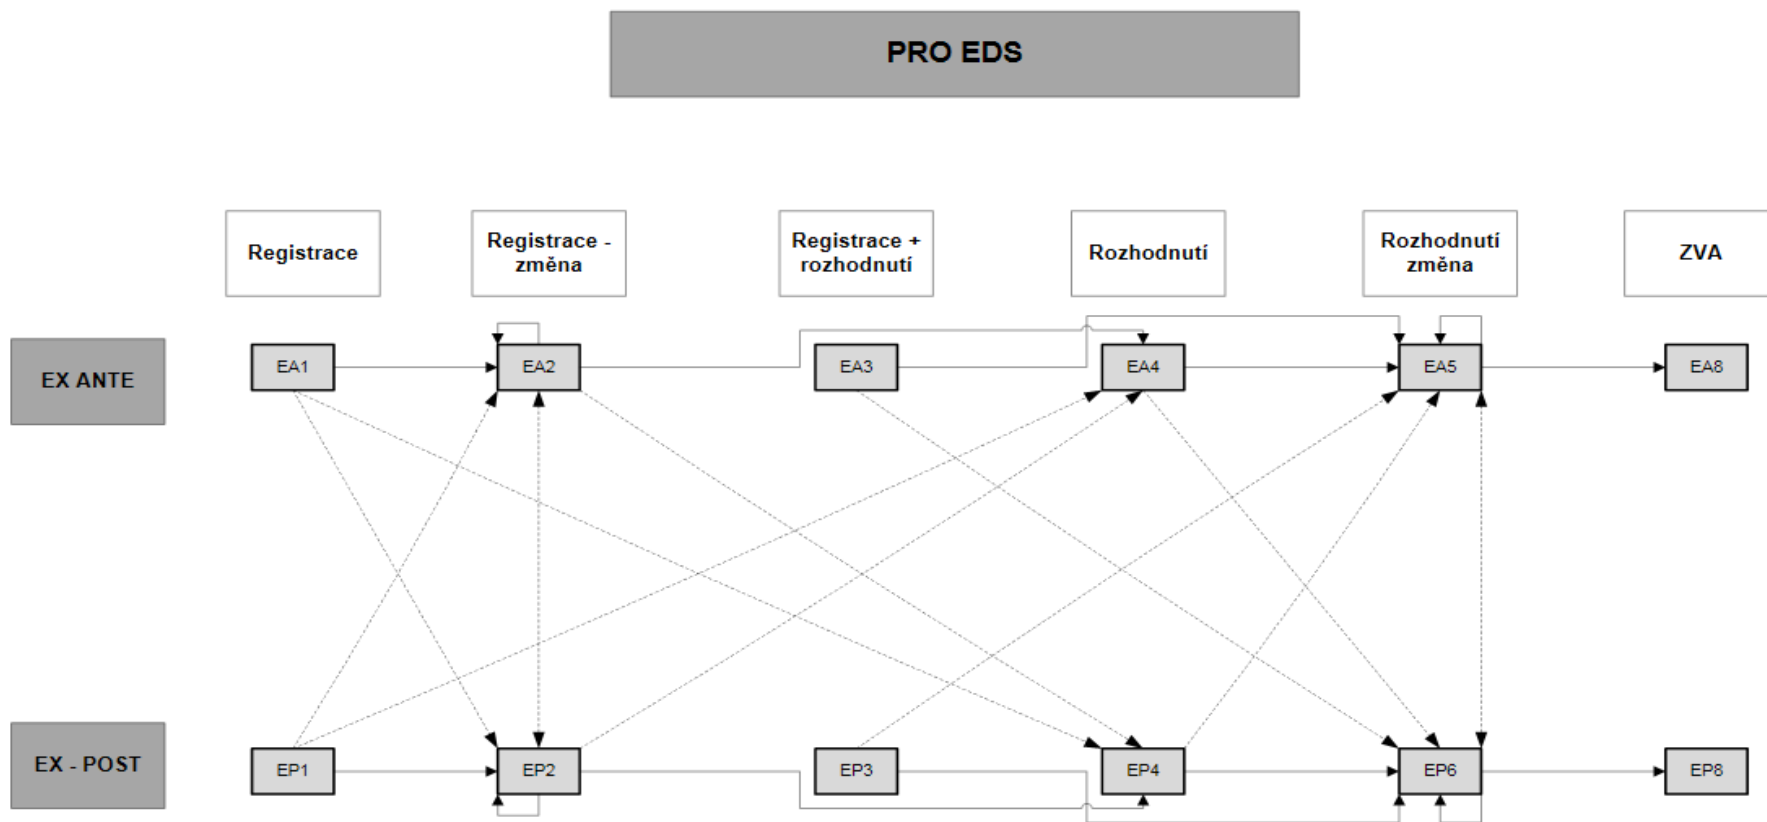 PRO EDS
Registrace
Registrace -
změna
Registrace +
rozhodnutí
Rozhodnutí
Rozhodnutí
změna
ZVA
EX ANTE
EA1
EA2
EA3
EA4
EA5
EA8
EX - POST
EP1
EP2
EP3
EP4
EP6
EP8